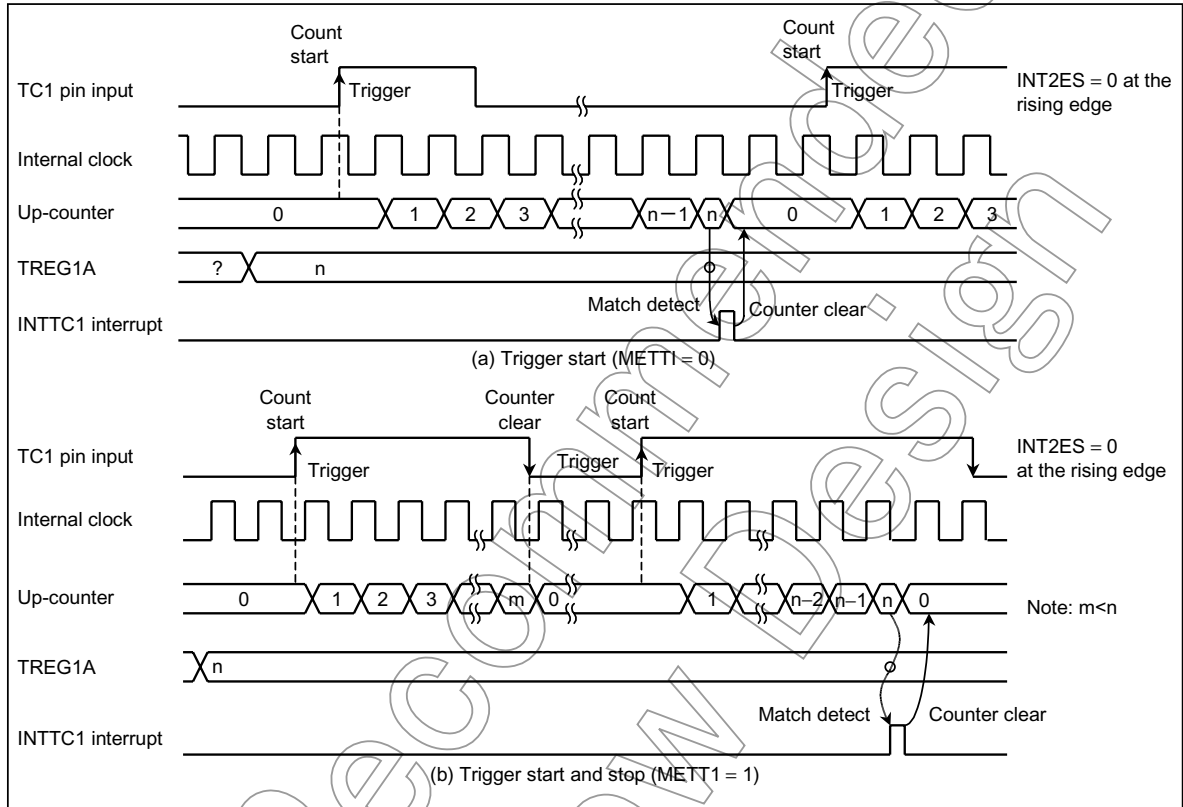 Count start
Count start
TC1 pin input
Trigger
Trigger
INT2ES = 0 at the rising edge
Internal clock
Up-counter
0 1 2 3 n−1 n 0 1 2 3
TREG1A
? n
Match detect
Counter clear
INTTC1 interrupt
(a) Trigger start (METTI = 0)
Count start
Counter clear
Count start
TC1 pin input
Trigger
Trigger
Trigger
INT2ES = 0 at the rising edge
Internal clock
Up-counter
0 1 2 3 m 0 1 n−2 n−1 n 0
Note: m<n
TREG1A
n
Match detect
Counter clear
INTTC1 interrupt
(b) Trigger start and stop (METT1 = 1)
ecommended
w Design